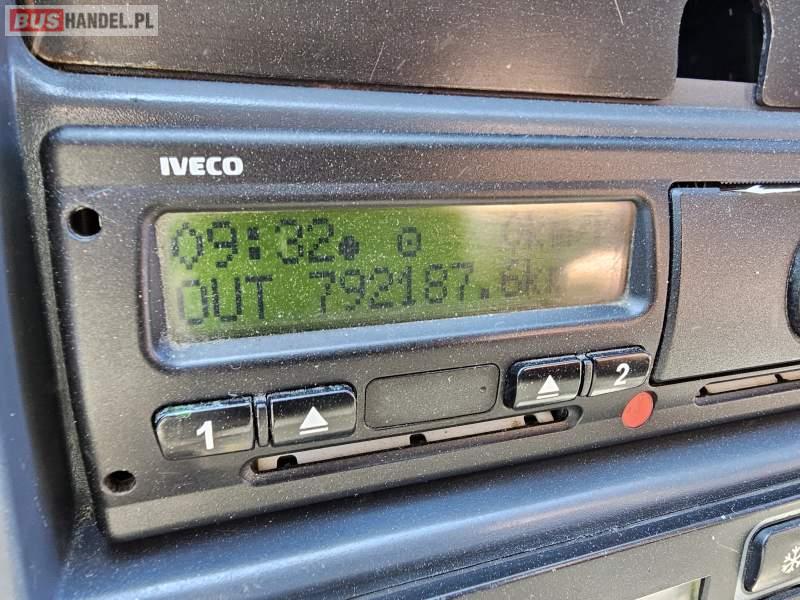 BUSHANDEL.PL
IVECO
09:32
OUT 792187.6km
1
2